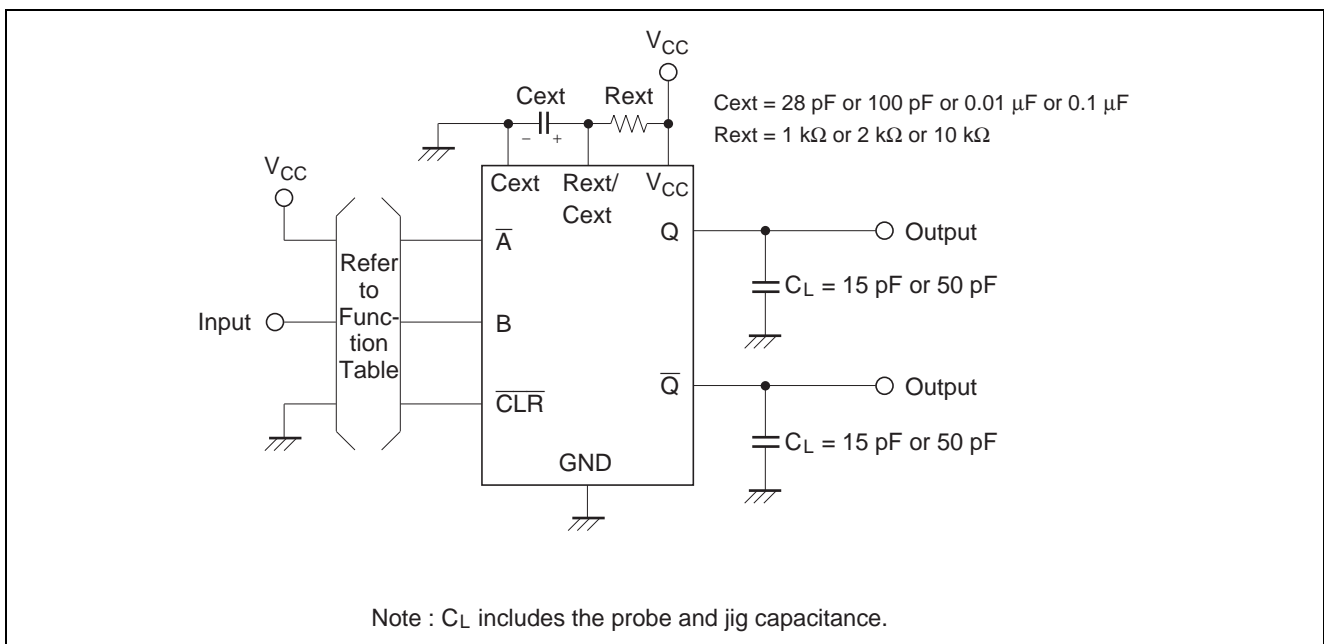 VCC
Cext Rext
Cext = 28 pF or 100 pF or 0.01 μF or 0.1 μF
Rext = 1 kΩ or 2 kΩ or 10 kΩ
− +
VCC
Cext Rext/ VCC
Cext
A̅ Q
Output
Refer
to
Func-
tion
Table
CL = 15 pF or 50 pF
Input
B
C̅L̅R̅ Q̅
Output
CL = 15 pF or 50 pF
GND
Note : CL includes the probe and jig capacitance.